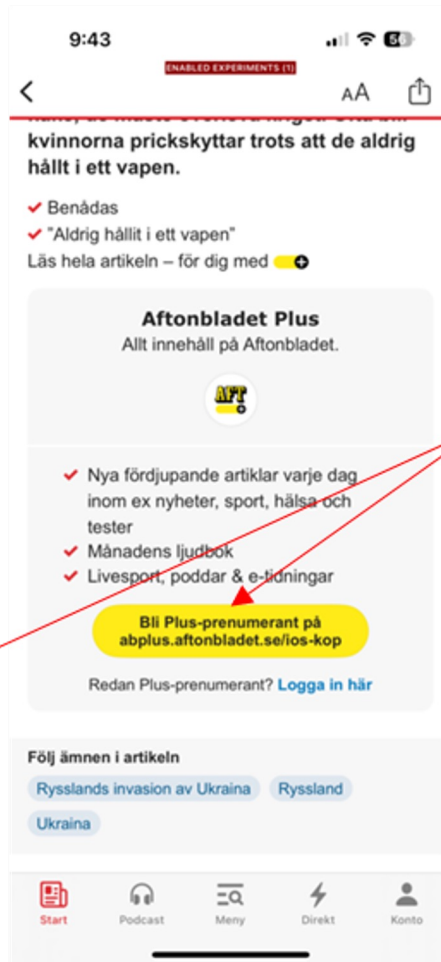 9:43
56
ENABLED EXPERIMENTS (1)
AA
kvinnorna prickskyttar trots att de aldrig
hållt i ett vapen.
Benådas
"Aldrig hållit i ett vapen"
Läs hela artikeln – för dig med
Aftonbladet Plus
Allt innehåll på Aftonbladet.
AFT
Nya fördjupande artiklar varje dag
inom ex nyheter, sport, hälsa och
tester
Månadens ljudbok
Livesport, poddar & e-tidningar
Bli Plus-prenumerant på
abplus.aftonbladet.se/ios-kop
Redan Plus-prenumerant? Logga in här
Följ ämnen i artikeln
Rysslands invasion av Ukraina Ryssland
Ukraina
Start Podcast Meny Direkt Konto